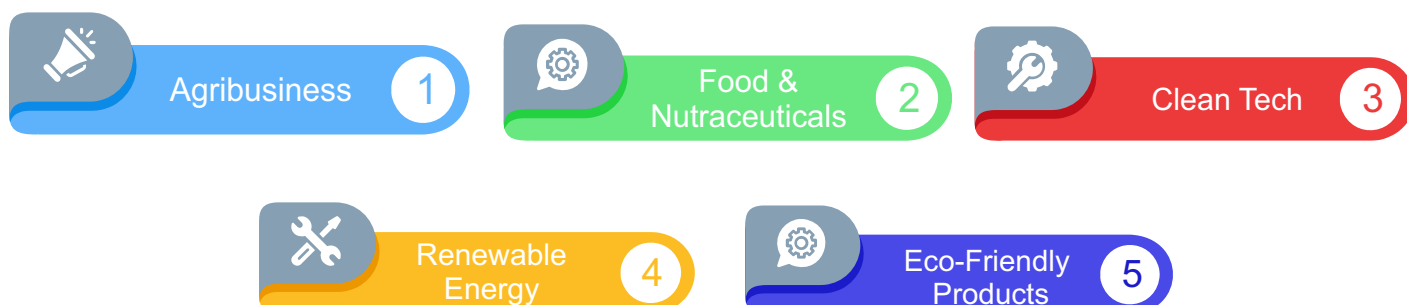 Agribusiness
1
Food &
Nutraceuticals
2
Clean Tech
3
Renewable
Energy
4
Eco-Friendly
Products
5